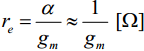 r_e = α/g_m ≈ 1/g_m [Ω]